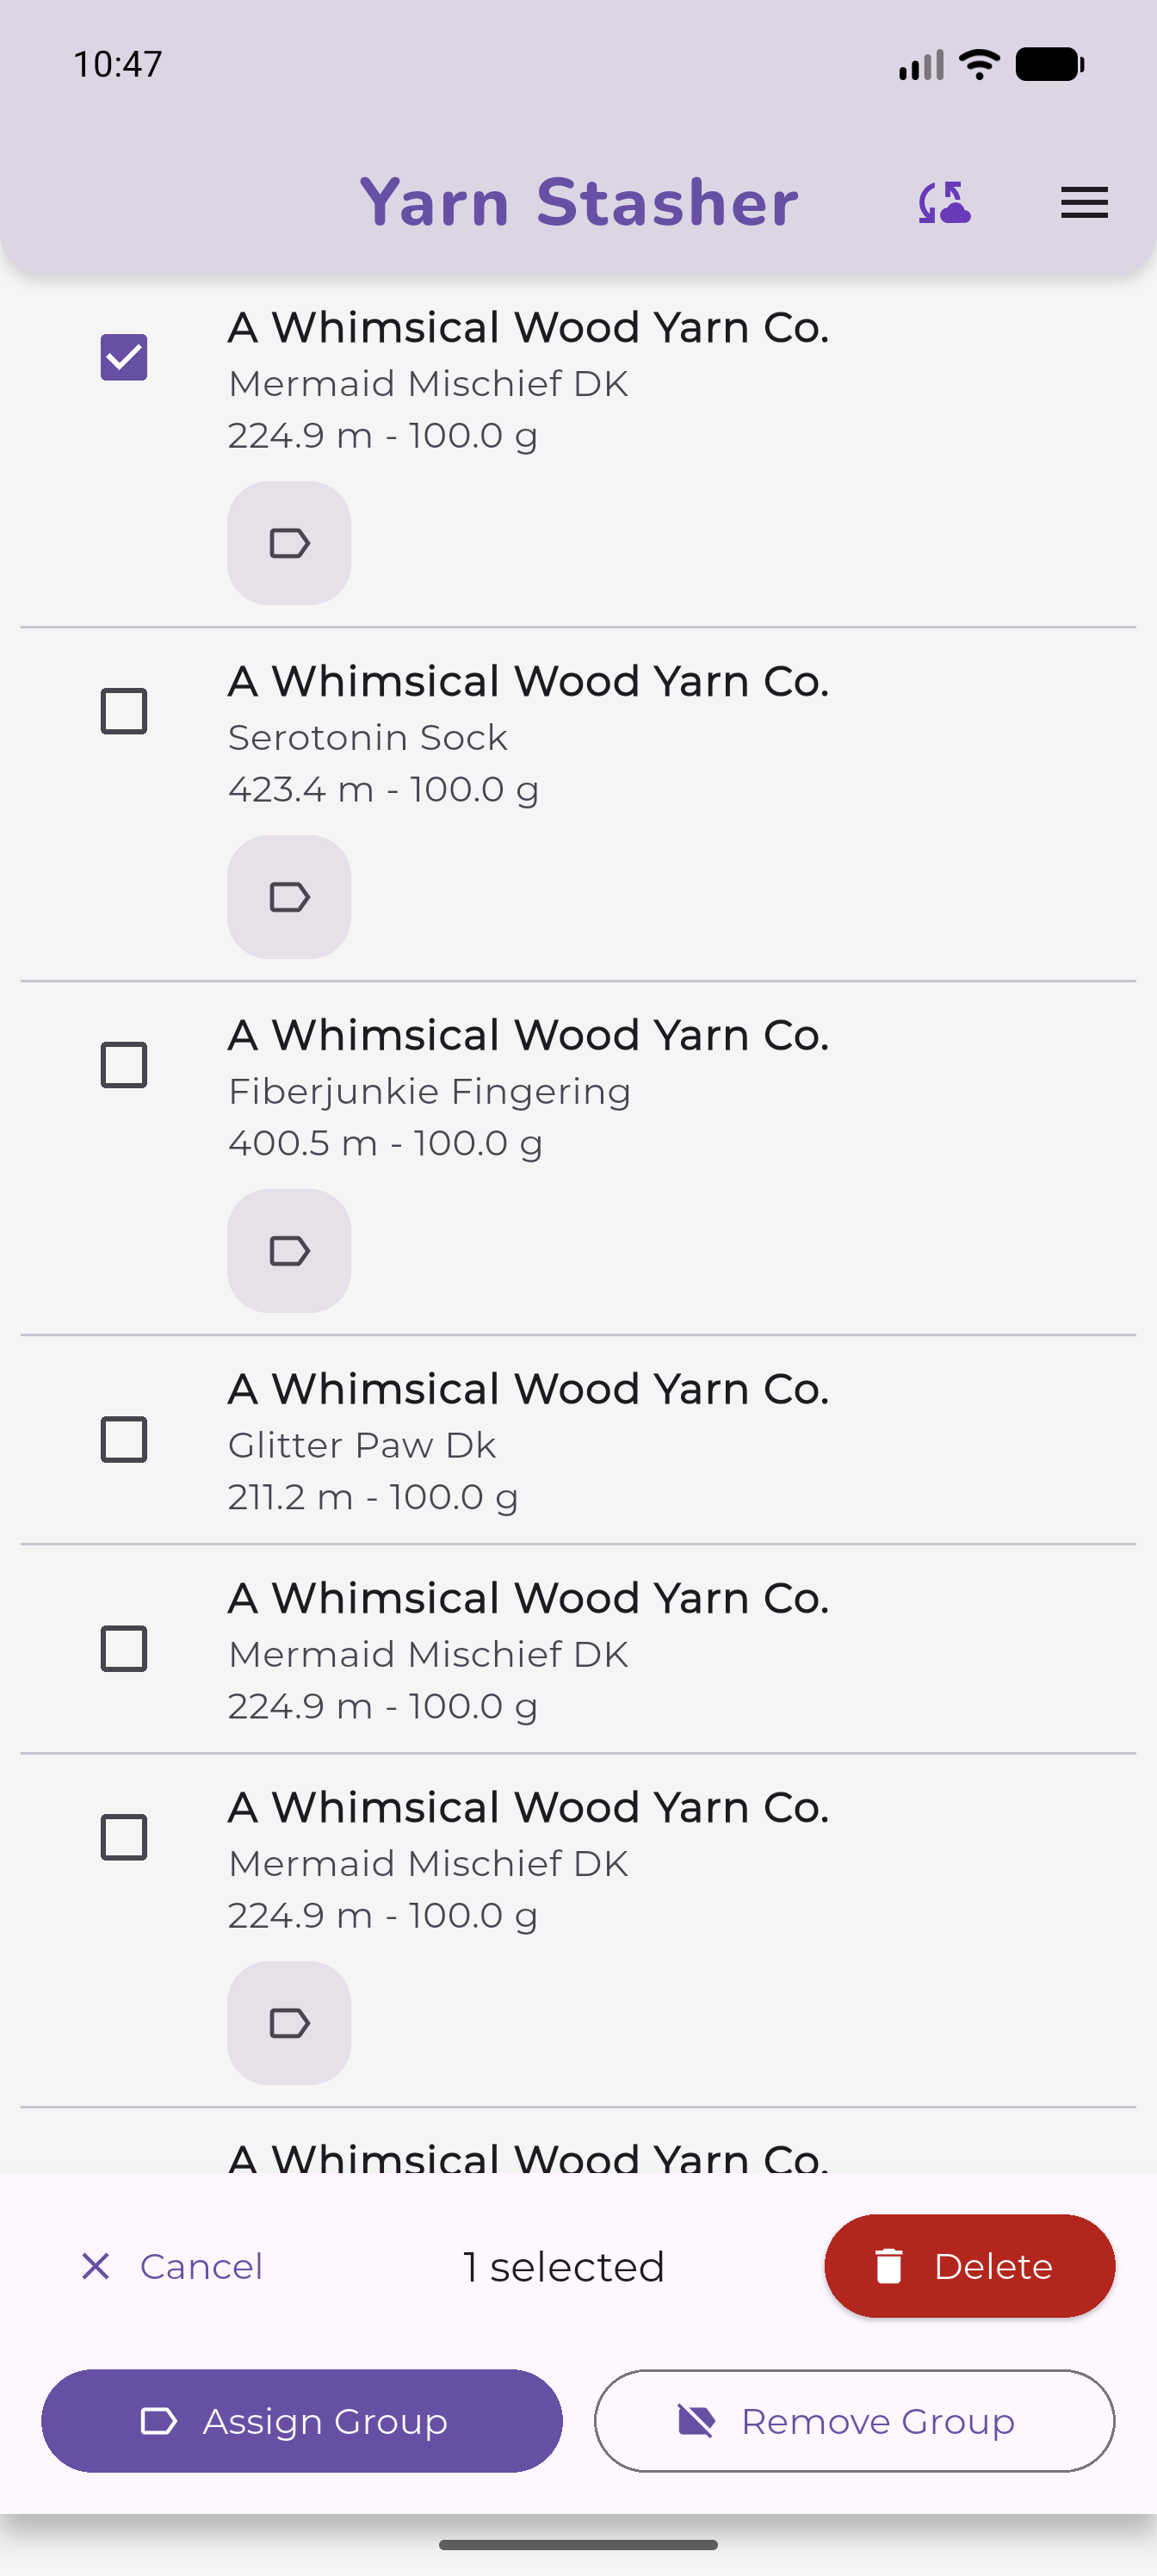 10:47
Yarn Stasher
A Whimsical Wood Yarn Co.
Mermaid Mischief DK
224.9 m - 100.0 g
A Whimsical Wood Yarn Co.
Serotonin Sock
423.4 m - 100.0 g
A Whimsical Wood Yarn Co.
Fiberjunkie Fingering
400.5 m - 100.0 g
A Whimsical Wood Yarn Co.
Glitter Paw Dk
211.2 m - 100.0 g
A Whimsical Wood Yarn Co.
Mermaid Mischief DK
224.9 m - 100.0 g
A Whimsical Wood Yarn Co.
Mermaid Mischief DK
224.9 m - 100.0 g
A Whimsical Wood Yarn Co.
Cancel 1 selected Delete
Assign Group Remove Group